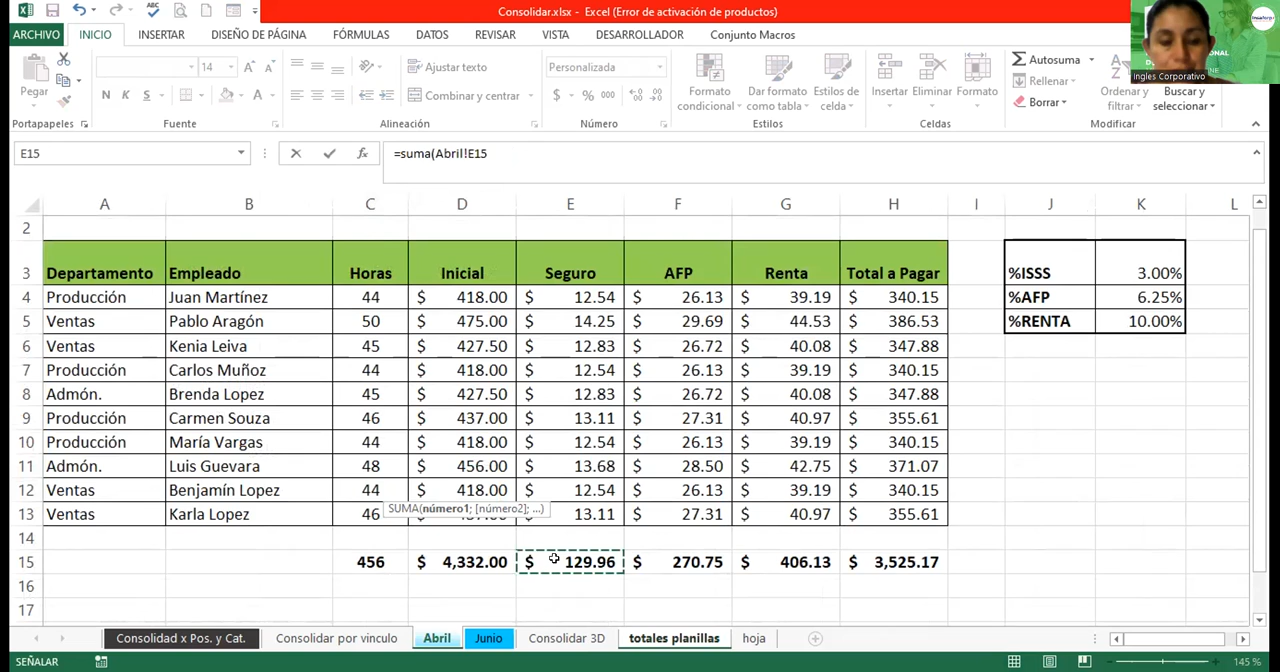 Consolidar.xlsx - Excel (Error de activación de productos)
ARCHIVO INICIO INSERTAR DISEÑO DE PÁGINA FÓRMULAS DATOS REVISAR VISTA DESARROLLADOR Conjunto Macros
Ingles Corporativo
Pegar
14
N K S
Ajustar texto
Combinar y centrar
Personalizada
$ % 000
Formato condicional
Dar formato como tabla
Estilos de celda
Insertar Eliminar Formato
Autosuma
Rellenar
Borrar
Ordenar y filtrar
Buscar y seleccionar
Portapapeles Fuente Alineación Número Estilos Celdas Modificar
E15 =suma(Abril!E15
A B C D E F G H I J K L
2
3 Departamento Empleado Horas Inicial Seguro AFP Renta Total a Pagar %ISSS 3.00%
4 Producción Juan Martínez 44 $ 418.00 $ 12.54 $ 26.13 $ 39.19 $ 340.15 %AFP 6.25%
5 Ventas Pablo Aragón 50 $ 475.00 $ 14.25 $ 29.69 $ 44.53 $ 386.53 %RENTA 10.00%
6 Ventas Kenia Leiva 45 $ 427.50 $ 12.83 $ 26.72 $ 40.08 $ 347.88
7 Producción Carlos Muñoz 44 $ 418.00 $ 12.54 $ 26.13 $ 39.19 $ 340.15
8 Admón. Brenda Lopez 45 $ 427.50 $ 12.83 $ 26.72 $ 40.08 $ 347.88
9 Producción Carmen Souza 46 $ 437.00 $ 13.11 $ 27.31 $ 40.97 $ 355.61
10 Producción María Vargas 44 $ 418.00 $ 12.54 $ 26.13 $ 39.19 $ 340.15
11 Admón. Luis Guevara 48 $ 456.00 $ 13.68 $ 28.50 $ 42.75 $ 371.07
12 Ventas Benjamín Lopez 44 $ 418.00 $ 12.54 $ 26.13 $ 39.19 $ 340.15
SUMA(número1; [número2]; ...)
13 Ventas Karla Lopez 46 $ 13.11 $ 27.31 $ 40.97 $ 355.61
14
15 456 $ 4,332.00 $ 129.96 $ 270.75 $ 406.13 $ 3,525.17
16
17
Consolidad x Pos. y Cat. Consolidar por vinculo Abril Junio Consolidar 3D totales planillas hoja
SEÑALAR 145 %